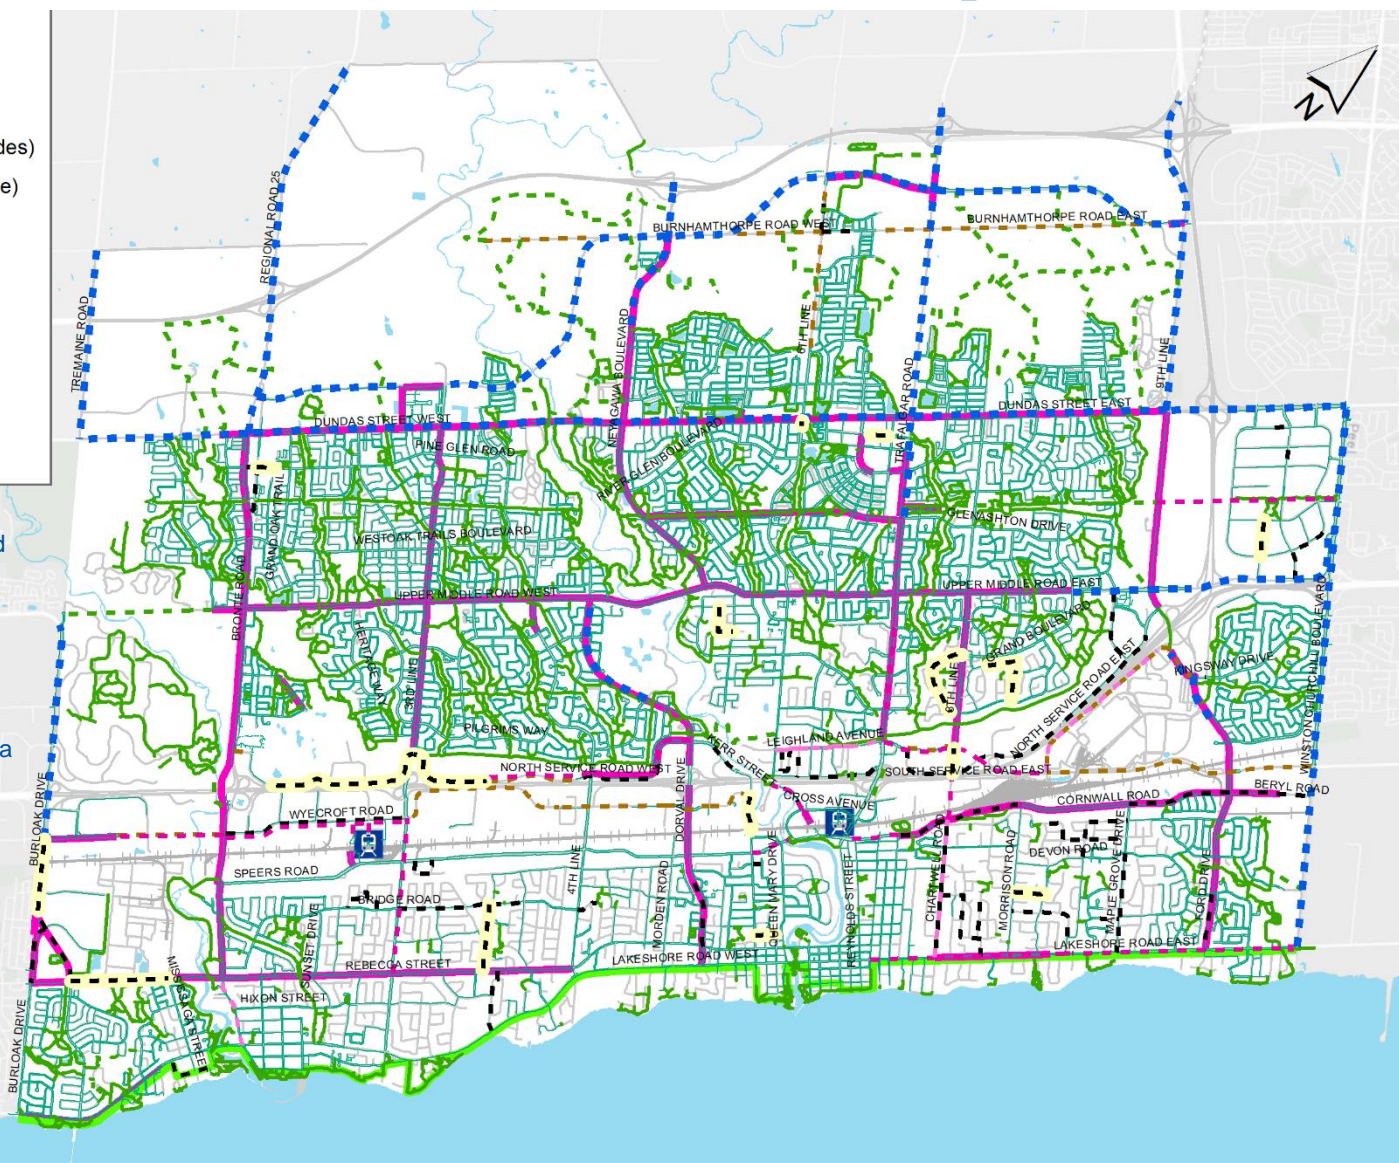 des)
e)
d
a
N
REGIONAL ROAD 25
TREMAINE ROAD
BURNHAMTHORPE ROAD WEST
BURNHAMTHORPE ROAD EAST
NEYAGAWA BOULEVARD
6TH LINE
TRAFALGAR ROAD
9TH LINE
DUNDAS STREET WEST
DUNDAS STREET EAST
PINE GLEN ROAD
RIVER GLEN BOULEVARD
GRAND OAK TRAIL
WESTOAK TRAILS BOULEVARD
GLENASHTON DRIVE
BRONTE ROAD
UPPER MIDDLE ROAD WEST
UPPER MIDDLE ROAD EAST
HERITAGE WAY
3RD LINE
GRAND BOULEVARD
8TH LINE
KINGSWAY DRIVE
WINSTON CHURCHILL BOULEVARD
PILGRIMS WAY
KERR STREET
LEIGHLAND AVENUE
NORTH SERVICE ROAD EAST
NORTH SERVICE ROAD WEST
SOUTH SERVICE ROAD EAST
BURLOAK DRIVE
WYECROFT ROAD
DORVAL DRIVE
CROSS AVENUE
CORNWALL ROAD
BERYL ROAD
SPEERS ROAD
4TH LINE
DEVON ROAD
BRIDGE ROAD
SUNSET DRIVE
MORDEN ROAD
QUEEN MARY DRIVE
REYNOLDS STREET
CHARTWELL ROAD
MORRISON ROAD
MAPLE GROVE DRIVE
FORD DRIVE
REBECCA STREET
LAKESHORE ROAD WEST
LAKESHORE ROAD EAST
HIXON STREET
BURLOAK DRIVE
Peel